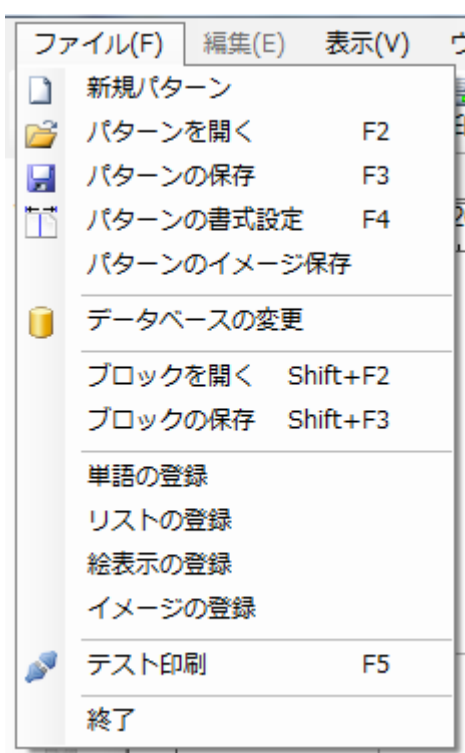 ファイル(F) 編集(E) 表示(V)
新規パターン
パターンを開く F2
パターンの保存 F3
パターンの書式設定 F4
パターンのイメージ保存
データベースの変更
ブロックを開く Shift+F2
ブロックの保存 Shift+F3
単語の登録
リストの登録
絵表示の登録
イメージの登録
テスト印刷 F5
終了